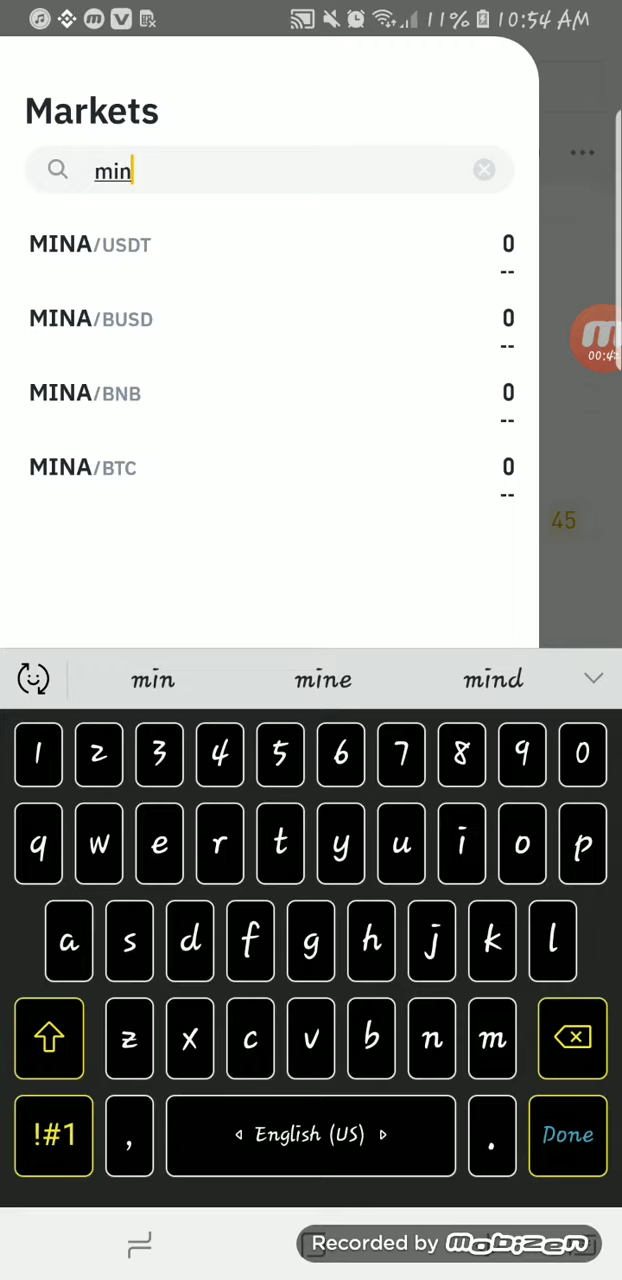 11% 10:54 AM
Markets
min
MINA/USDT 0
--
MINA/BUSD 0
--
00:42
MINA/BNB 0
--
MINA/BTC 0
--
45
min mine mind
1 2 3 4 5 6 7 8 9 0
q w e r t y u i o p
a s d f g h j k l
z x c v b n m
!#1 , English (US) . Done
Recorded by mobizen